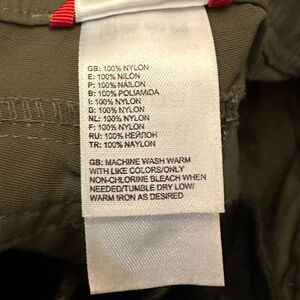 GB: 100% NYLON
E: 100% NILÓN
P: 100% NÁILON
B: 100% POLIAMIDA
I: 100% NYLON
D: 100% NYLON
NL: 100% NYLON
F: 100% NYLON
RU: 100% НЕЙЛОН
TR: 100% NAYLON
GB: MACHINE WASH WARM
WITH LIKE COLORS/ONLY
NON-CHLORINE BLEACH WHEN
NEEDED/TUMBLE DRY LOW/
WARM IRON AS DESIRED